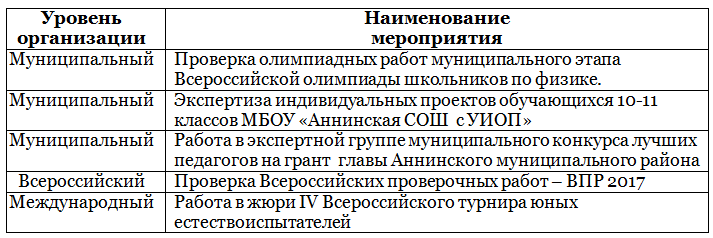 Уровень организации
Наименование мероприятия
Муниципальный
Проверка олимпиадных работ муниципального этапа
Всероссийской олимпиады школьников по физике.
Муниципальный
Экспертиза индивидуальных проектов обучающихся 10-11
классов МБОУ «Аннинская СОШ с УИОП»
Муниципальный
Работа в экспертной группе муниципального конкурса лучших
педагогов на грант главы Аннинского муниципального района
Всероссийский
Проверка Всероссийских проверочных работ – ВПР 2017
Международный
Работа в жюри IV Всероссийского турнира юных
естествоиспытателей